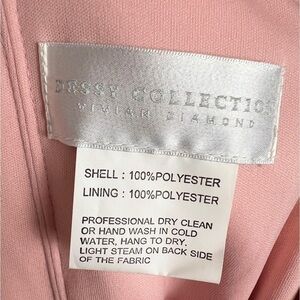 DESSY COLLECTIO
VIVIAN DIAMOND
SHELL : 100%POLYESTER
LINING : 100%POLYESTER
PROFESSIONAL DRY CLEAN
OR HAND WASH IN COLD
WATER, HANG TO DRY.
LIGHT STEAM ON BACK SIDE
OF THE FABRIC